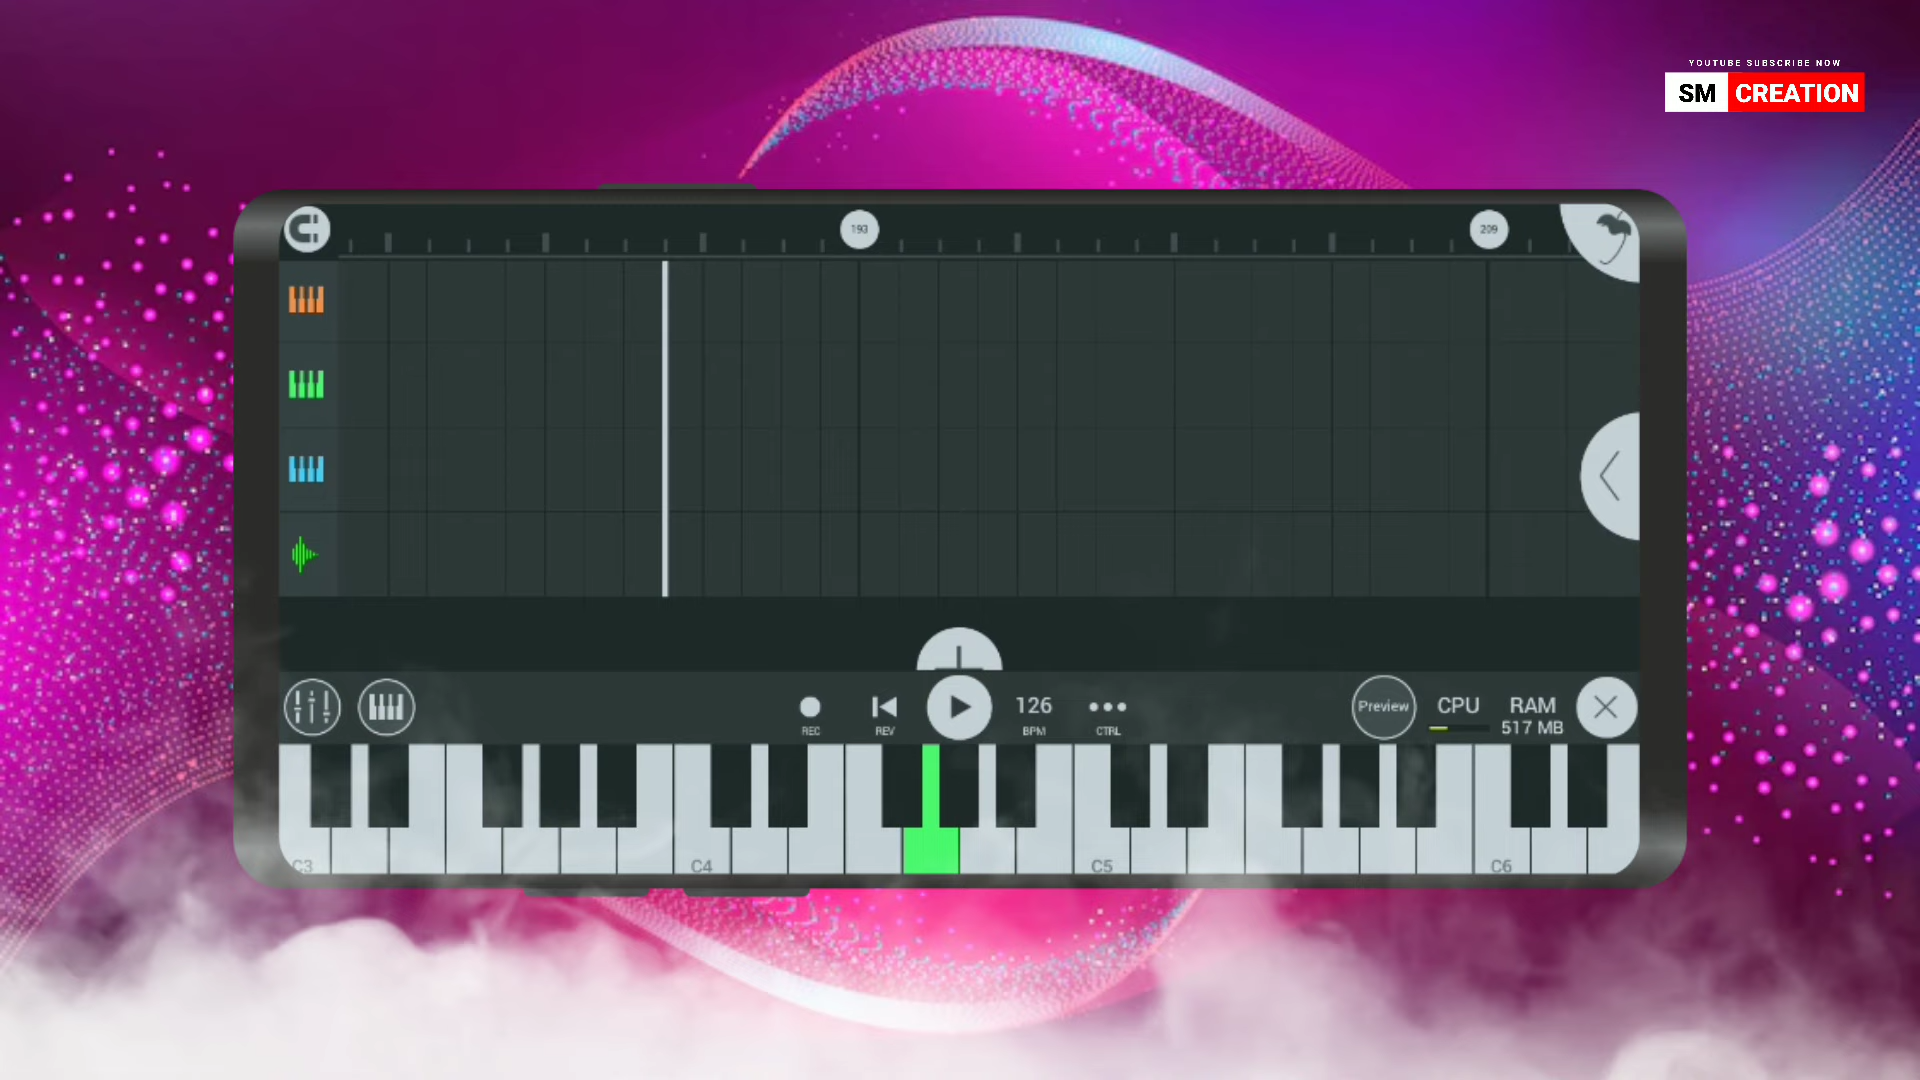 YOUTUBE SUBSCRIBE NOW
SM CREATION
193
209
126
Preview
CPU
RAM
517 MB
REC
REV
BPM
CTRL
C3
C4
C5
C6